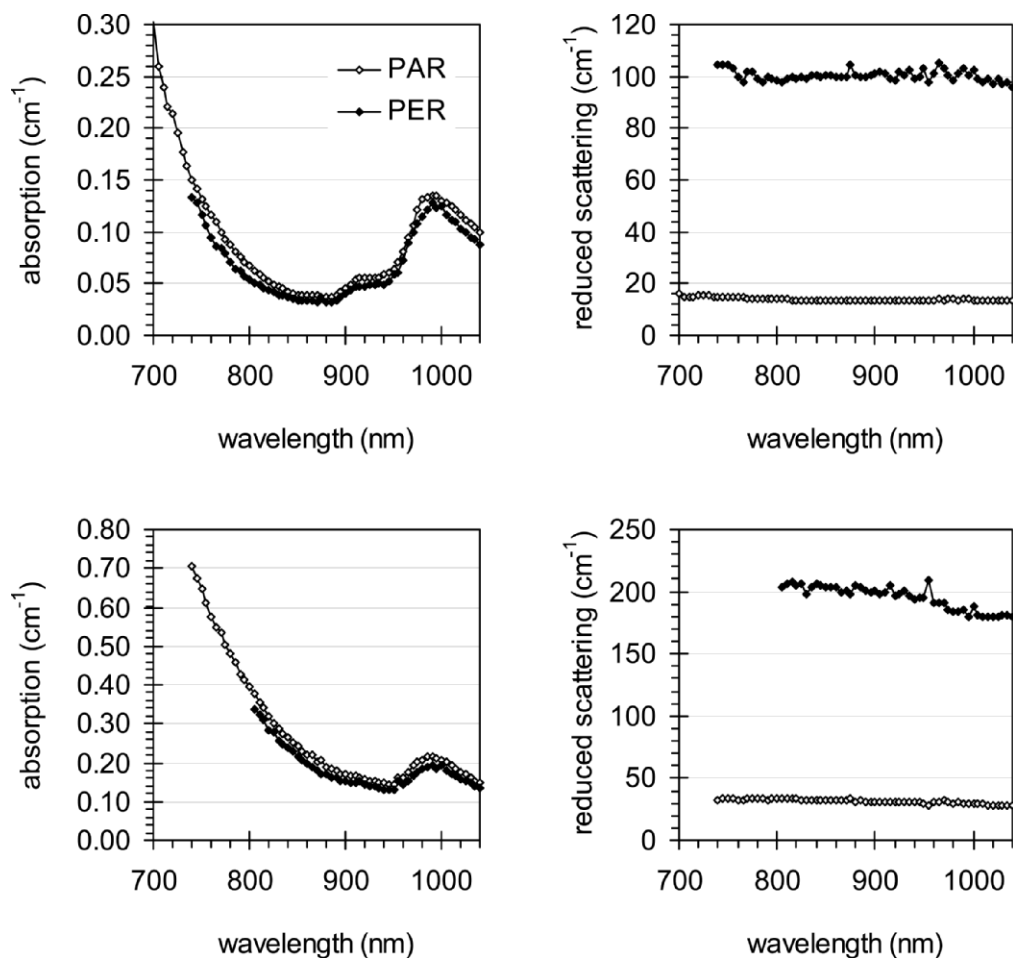 absorption (cm⁻¹)
0.30
0.25
0.20
0.15
0.10
0.05
0.00
PAR
PER
700 800 900 1000
wavelength (nm)
reduced scattering (cm⁻¹)
120
100
80
60
40
20
0
700 800 900 1000
wavelength (nm)
absorption (cm⁻¹)
0.80
0.70
0.60
0.50
0.40
0.30
0.20
0.10
0.00
700 800 900 1000
wavelength (nm)
reduced scattering (cm⁻¹)
250
200
150
100
50
0
700 800 900 1000
wavelength (nm)